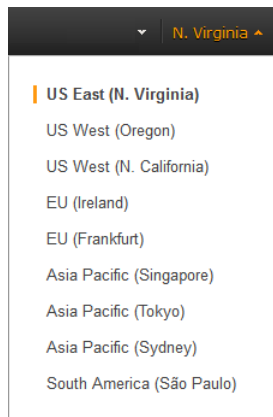 N. Virginia
US East (N. Virginia)
US West (Oregon)
US West (N. California)
EU (Ireland)
EU (Frankfurt)
Asia Pacific (Singapore)
Asia Pacific (Tokyo)
Asia Pacific (Sydney)
South America (São Paulo)